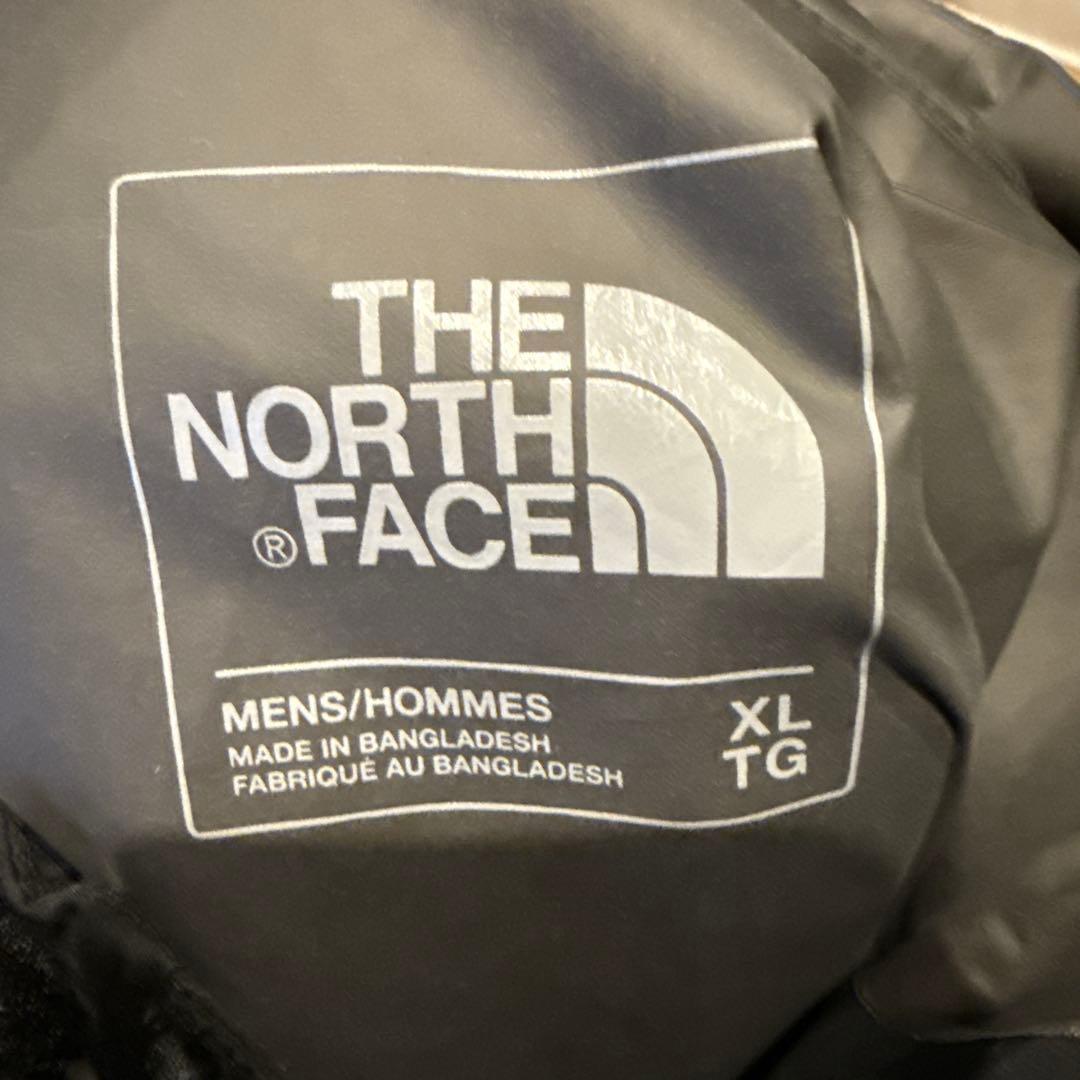 THE
NORTH
® FACE
MENS/HOMMES
MADE IN BANGLADESH
FABRIQUÉ AU BANGLADESH
XL
TG